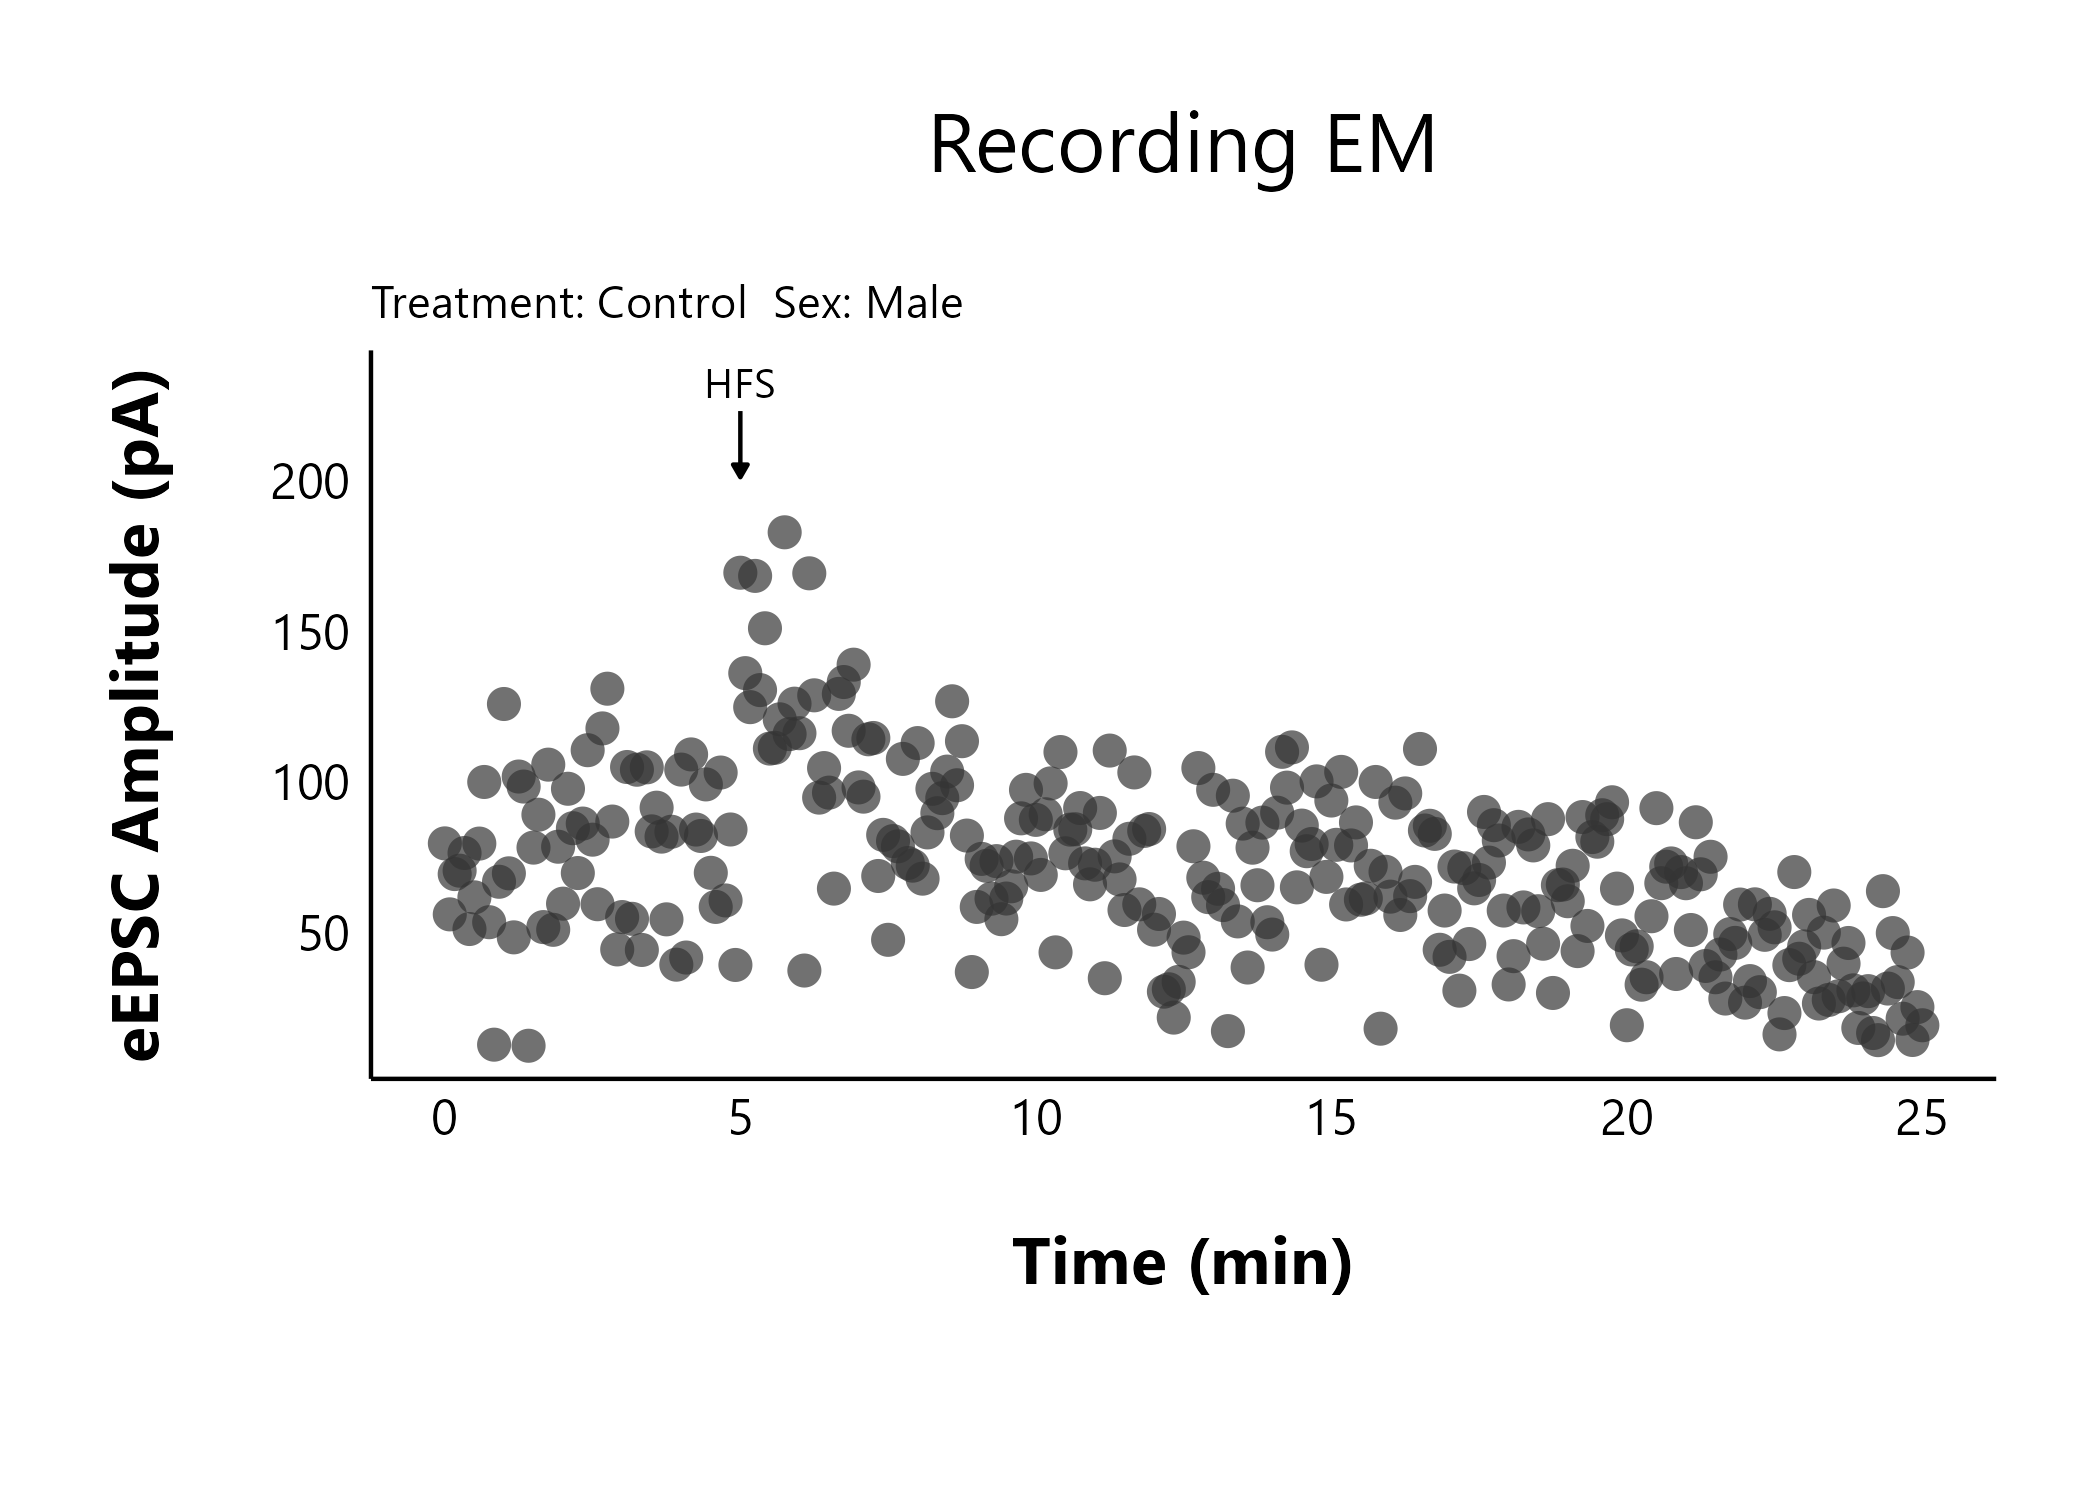 Recording EM
Treatment: Control  Sex: Male
HFS
eEPSC Amplitude (pA)
200
150
100
50
0 5 10 15 20 25
Time (min)